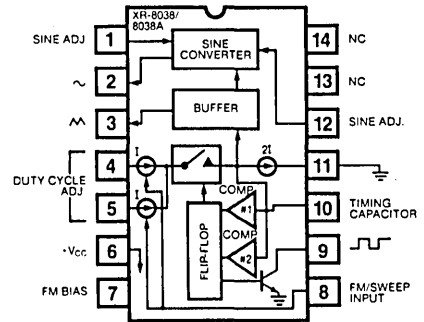 XR-8038/
8038A
SINE ADJ 1
SINE
CONVERTER
14 NC
∼ 2
13 NC
3
BUFFER
12 SINE ADJ.
DUTY CYCLE
ADJ
4 I
2I
11
5 I
COMP
#1
10 TIMING
CAPACITOR
COMP
#2
FLIP-FLOP
9
+Vcc 6
FM BIAS 7
8 FM/SWEEP
INPUT